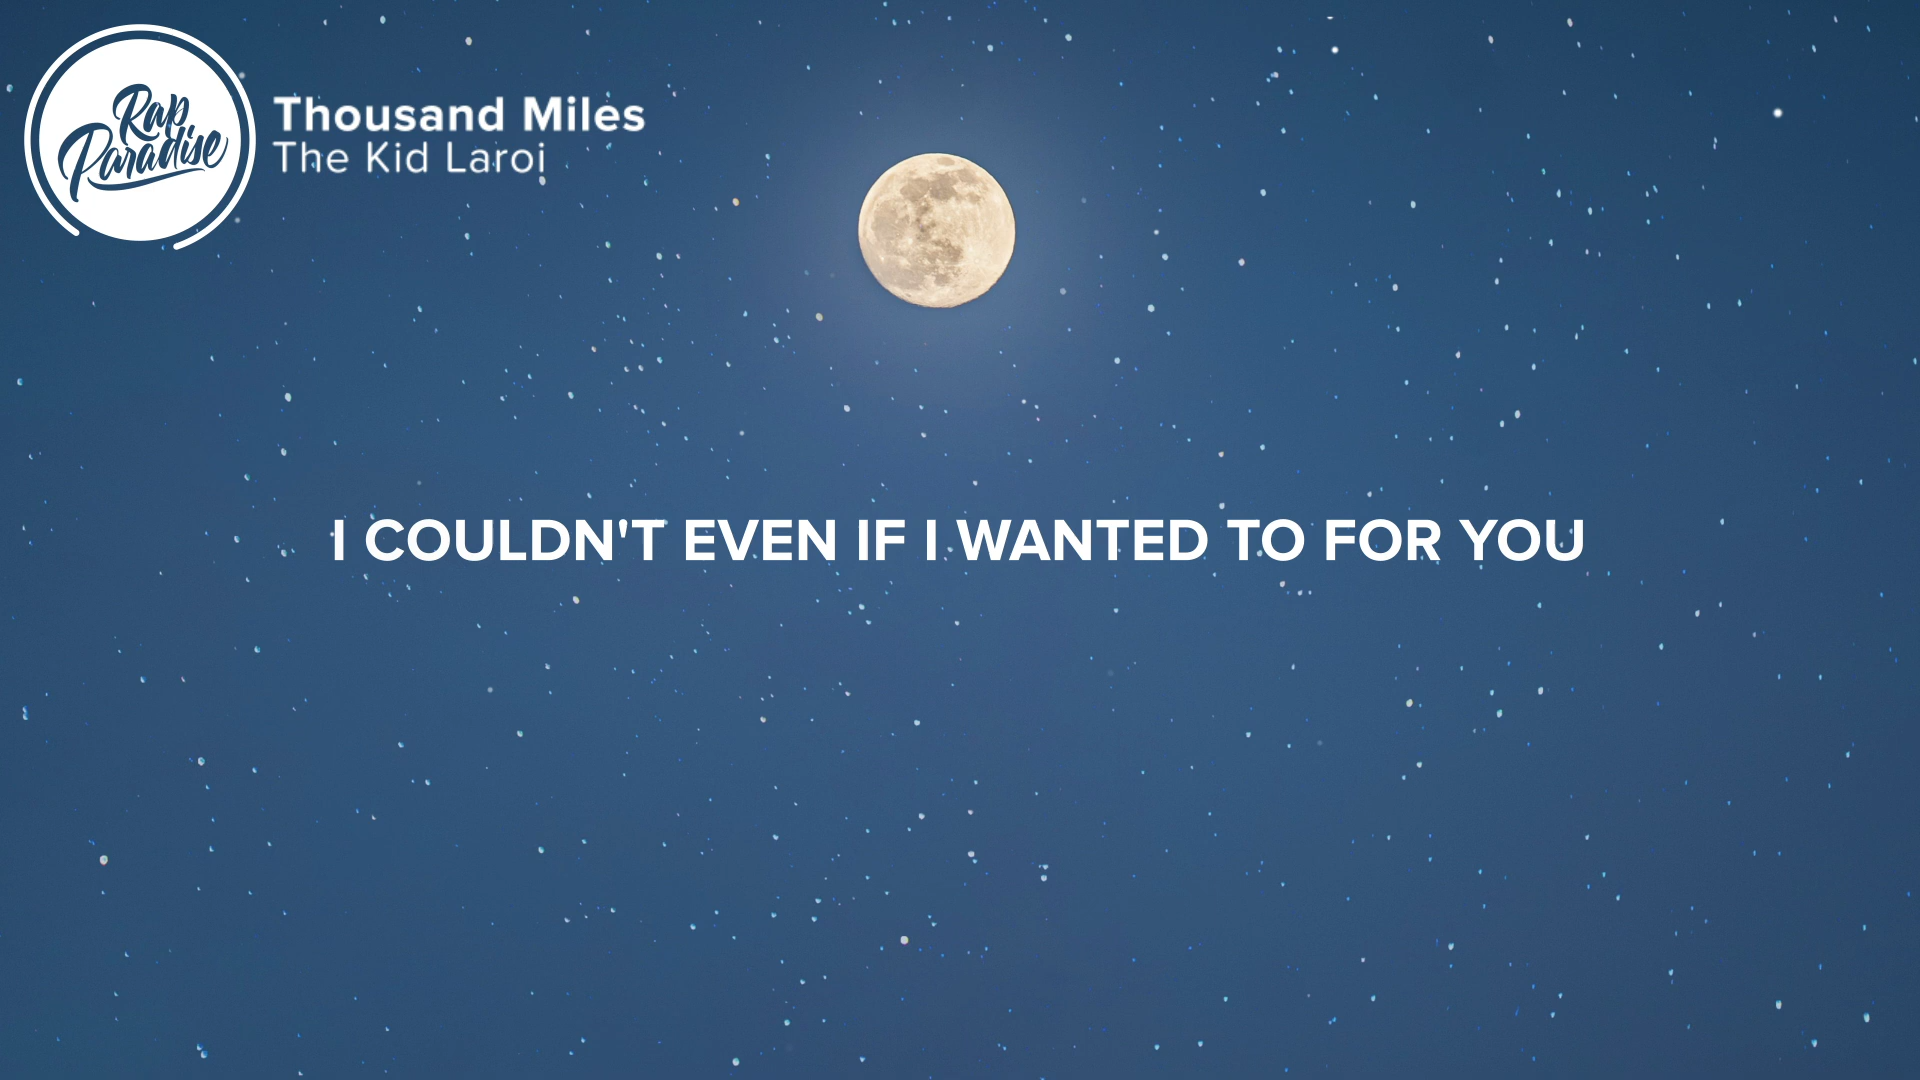 Rap
Paradise
Thousand Miles
The Kid Laroi
I COULDN'T EVEN IF I WANTED TO FOR YOU